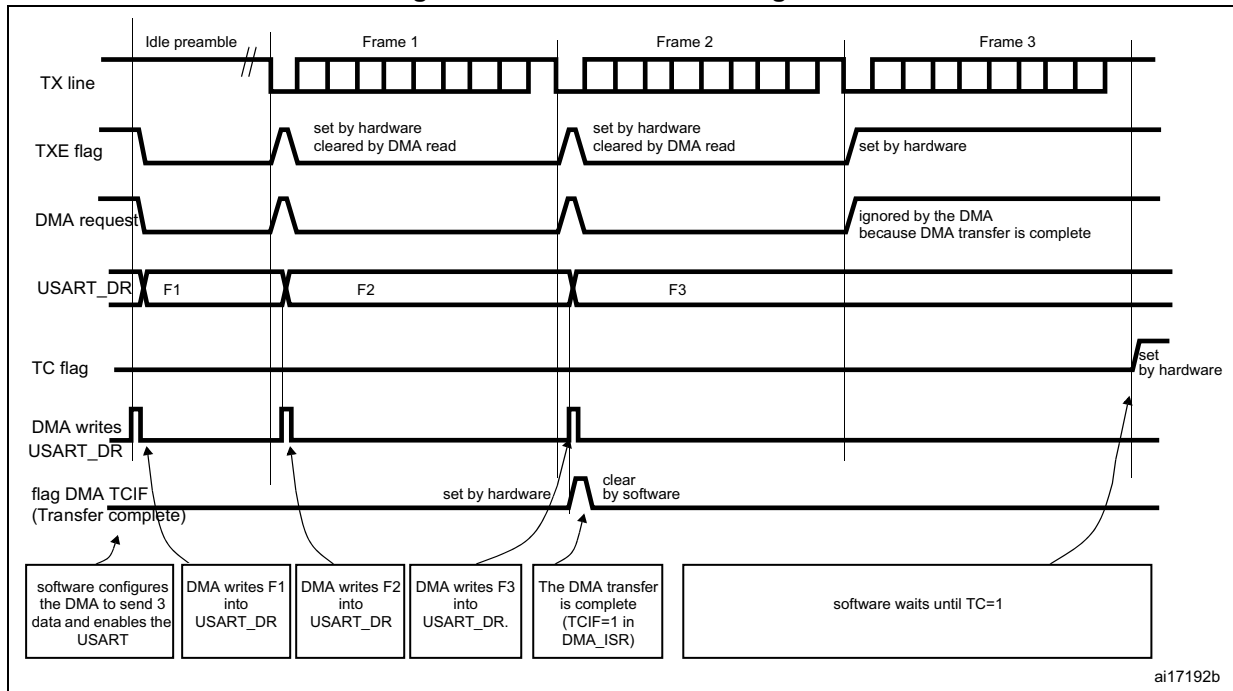 Idle preamble
Frame 1
Frame 2
Frame 3
TX line
TXE flag
set by hardware
cleared by DMA read
set by hardware
cleared by DMA read
set by hardware
DMA request
ignored by the DMA
because DMA transfer is complete
USART_DR
F1
F2
F3
TC flag
set
by hardware
DMA writes
USART_DR
flag DMA TCIF
(Transfer complete)
set by hardware
clear
by software
software configures
the DMA to send 3
data and enables the
USART
DMA writes F1
into
USART_DR
DMA writes F2
into
USART_DR
DMA writes F3
into
USART_DR.
The DMA transfer
is complete
(TCIF=1 in
DMA_ISR)
software waits until TC=1
ai17192b